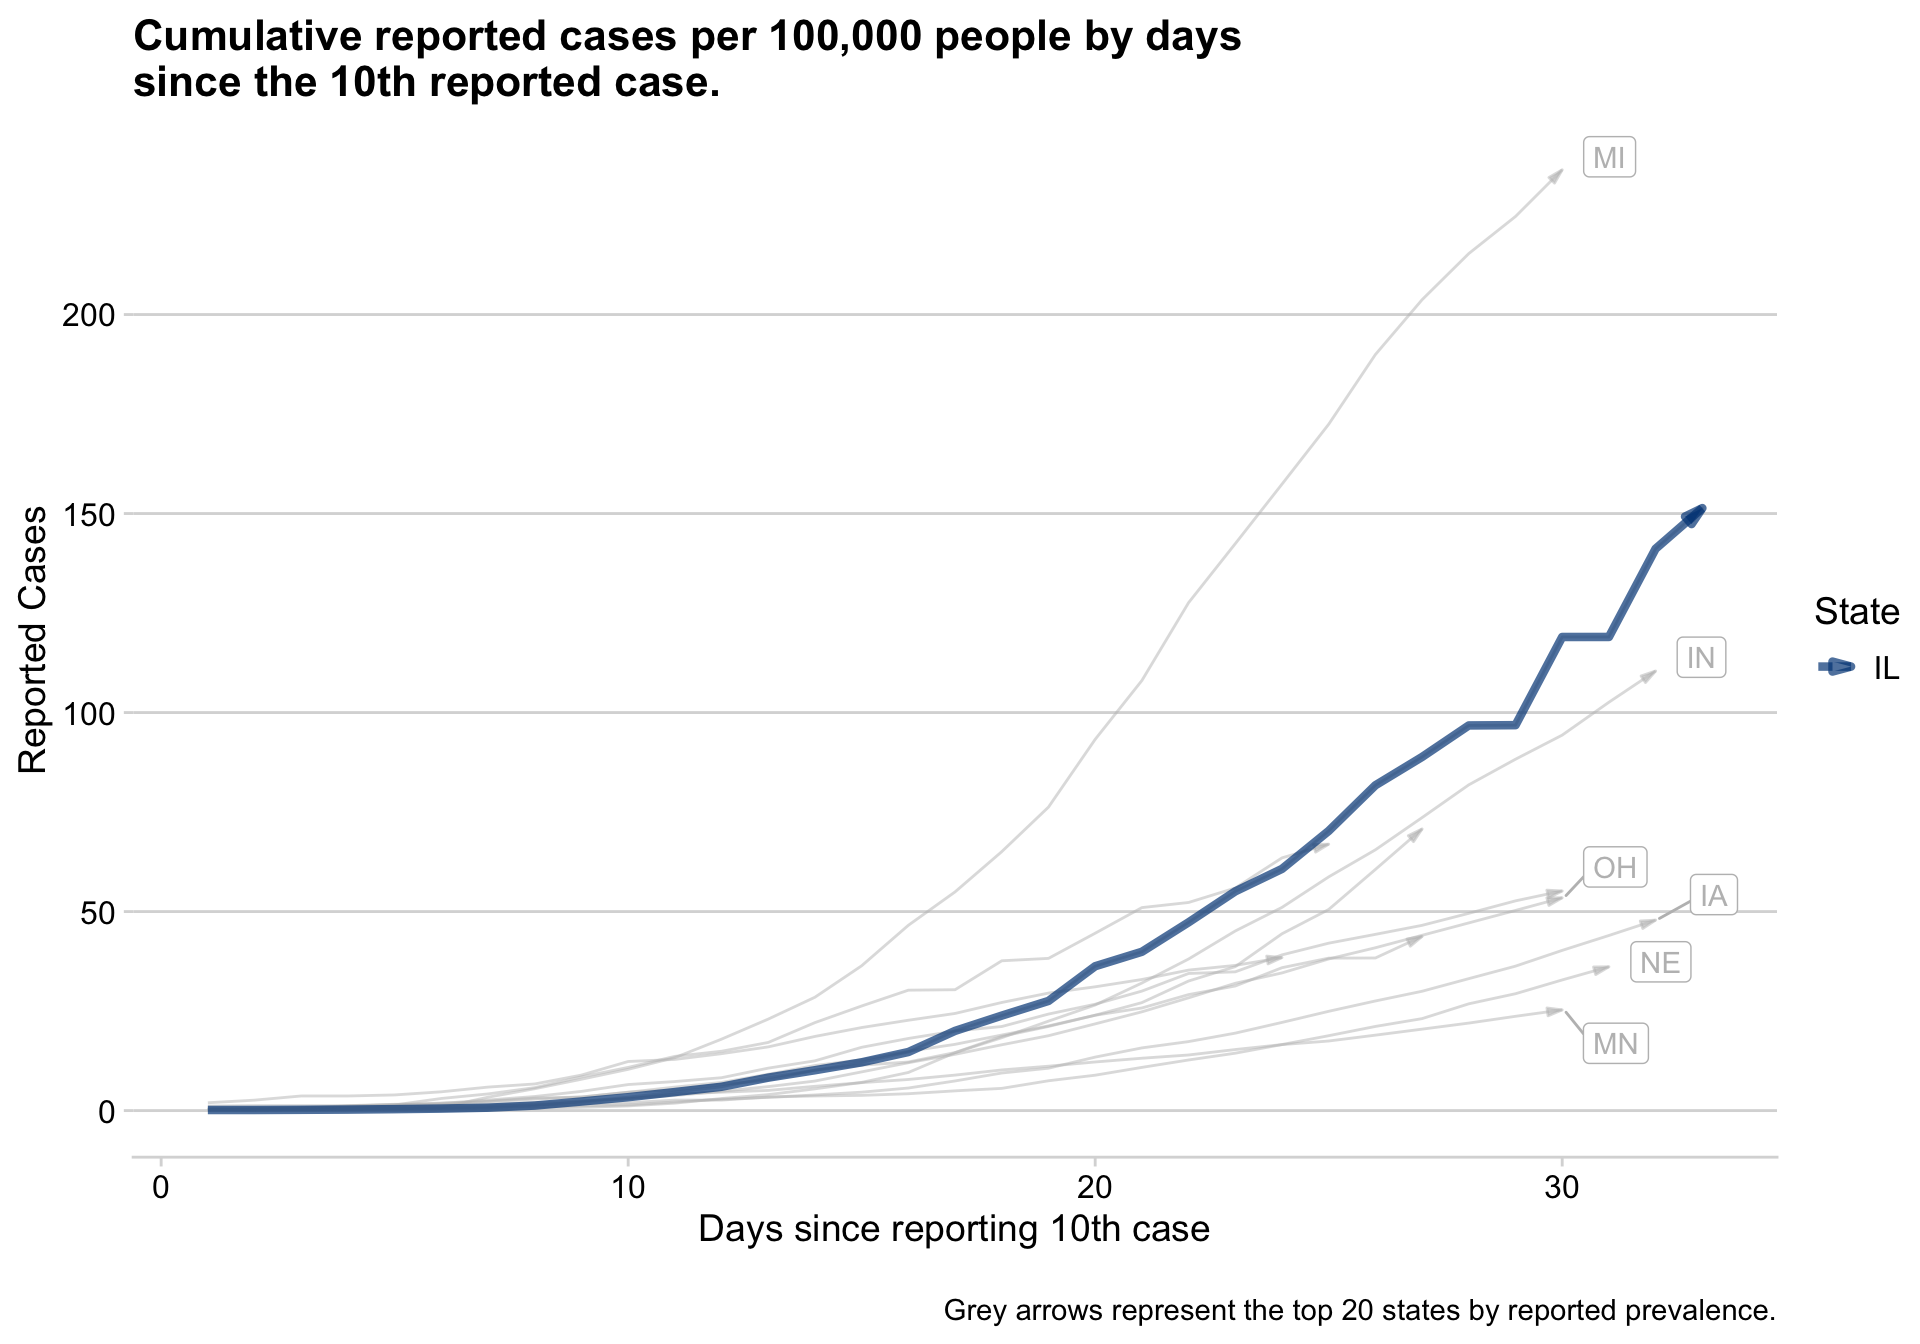 Cumulative reported cases per 100,000 people by days
since the 10th reported case.
MI
200
150
IN
100
OH
IA
50
NE
MN
0
Reported Cases
State
IL
0 10 20 30
Days since reporting 10th case
Grey arrows represent the top 20 states by reported prevalence.